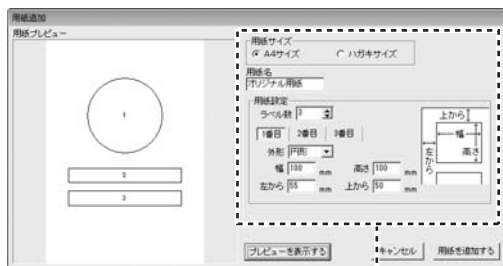 用紙追加
用紙プレビュー
1
2
3
用紙サイズ
A4サイズ
ハガキサイズ
用紙名
オリジナル用紙
用紙設定
ラベル数 3
1番目 2番目 3番目
外形 円形
幅 100 mm 高さ 100 mm
左から 55 mm 上から 50 mm
上から
幅
高さ
左から
プレビューを表示する
キャンセル
用紙を追加する